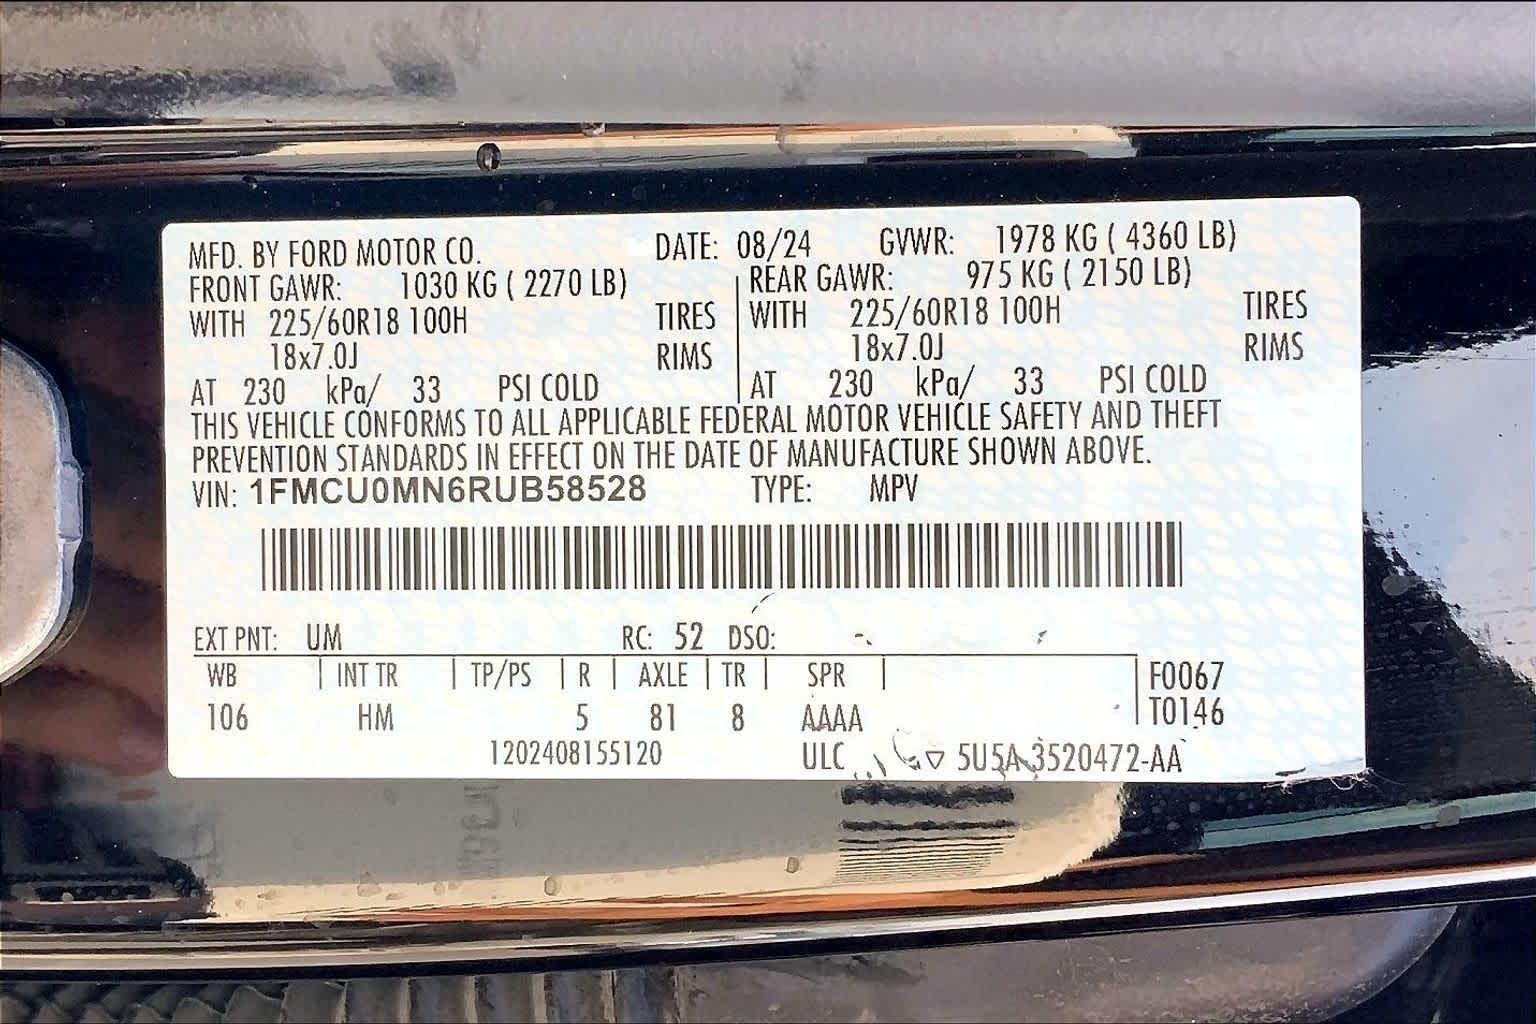 MFD. BY FORD MOTOR CO. DATE: 08/24 GVWR: 1978 KG ( 4360 LB)
FRONT GAWR: 1030 KG ( 2270 LB) REAR GAWR: 975 KG ( 2150 LB)
WITH 225/60R18 100H TIRES WITH 225/60R18 100H TIRES
18x7.0J RIMS 18x7.0J RIMS
AT 230 kPa/ 33 PSI COLD AT 230 kPa/ 33 PSI COLD
THIS VEHICLE CONFORMS TO ALL APPLICABLE FEDERAL MOTOR VEHICLE SAFETY AND THEFT
PREVENTION STANDARDS IN EFFECT ON THE DATE OF MANUFACTURE SHOWN ABOVE.
VIN: 1FMCU0MN6RUB58528 TYPE: MPV
EXT PNT: UM RC: 52 DSO:
WB INT TR TP/PS R AXLE TR SPR F0067
106 HM 5 81 8 AAAA T0146
1202408155120 ULC 5U5A-3520472-AA